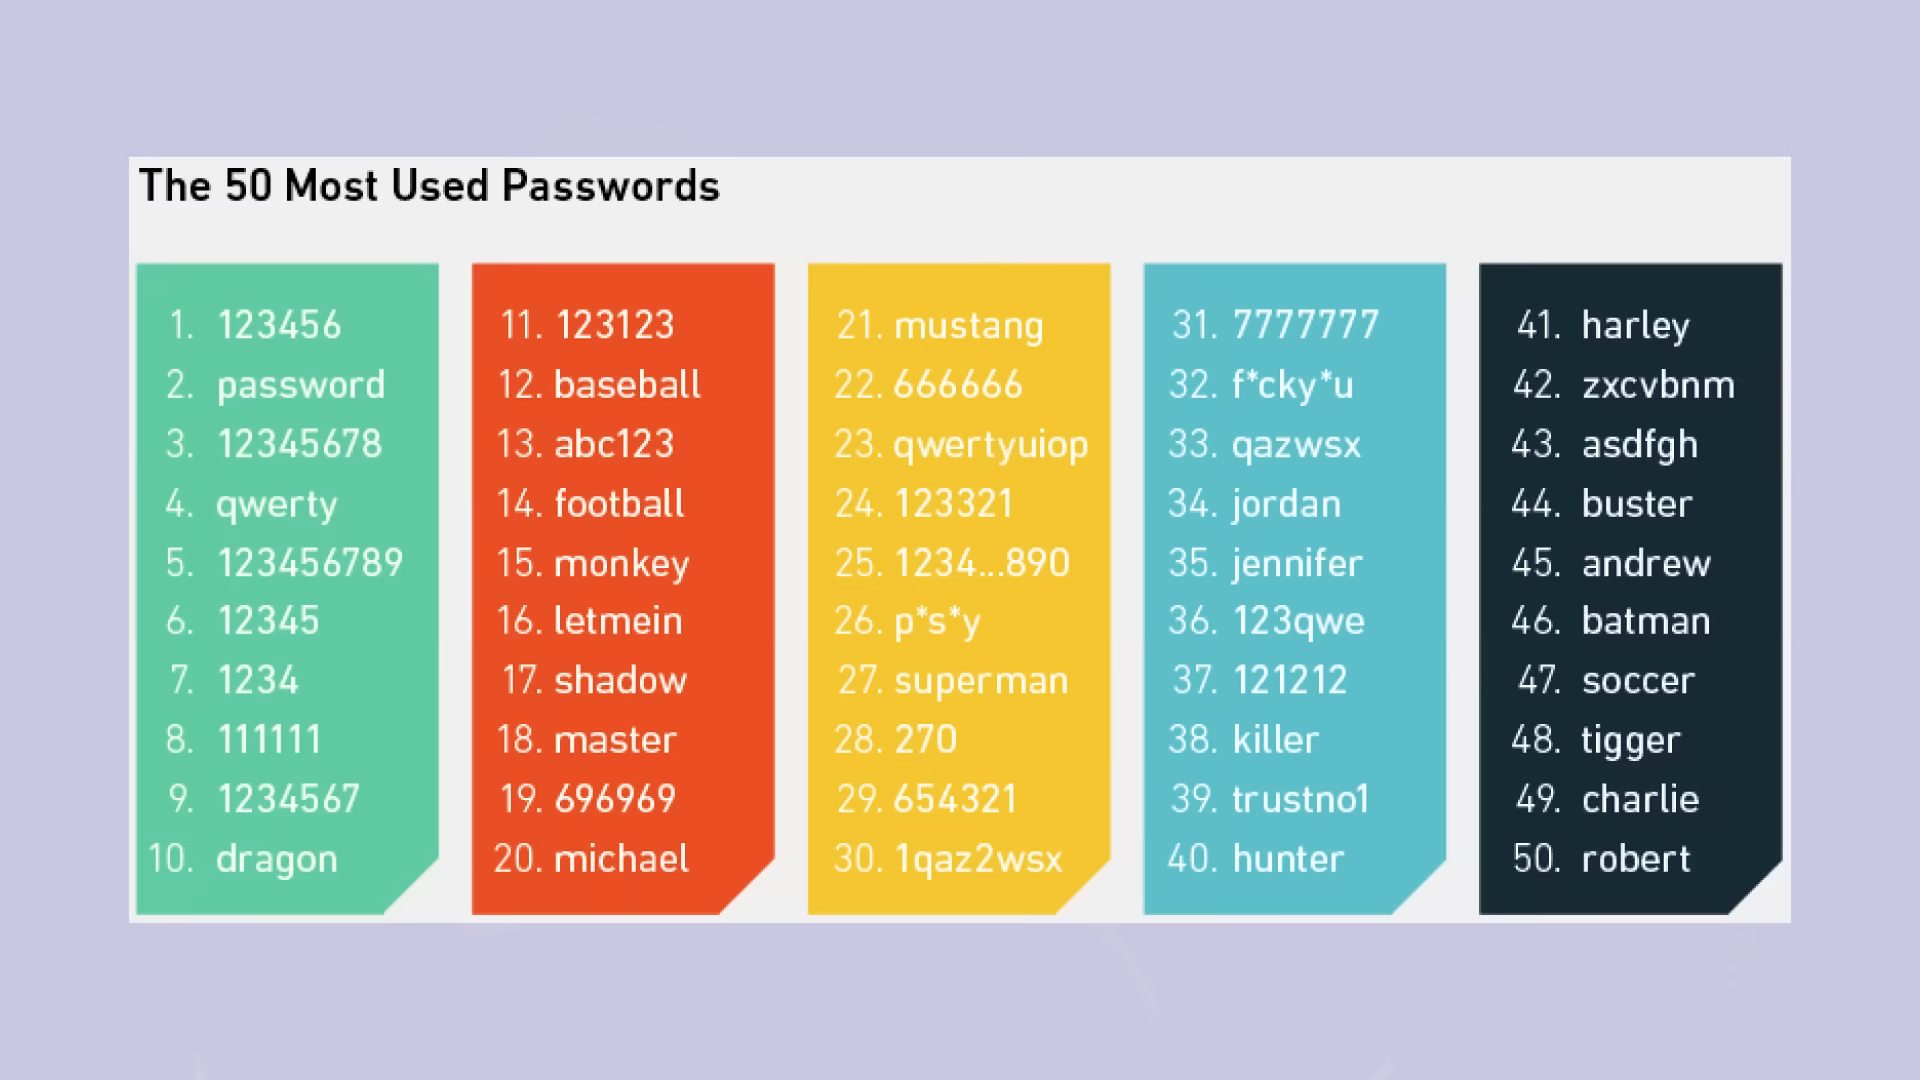 The 50 Most Used Passwords
1. 123456
2. password
3. 12345678
4. qwerty
5. 123456789
6. 12345
7. 1234
8. 111111
9. 1234567
10. dragon
11. 123123
12. baseball
13. abc123
14. football
15. monkey
16. letmein
17. shadow
18. master
19. 696969
20. michael
21. mustang
22. 666666
23. qwertyuiop
24. 123321
25. 1234...890
26. p*s*y
27. superman
28. 270
29. 654321
30. 1qaz2wsx
31. 7777777
32. f*cky*u
33. qazwsx
34. jordan
35. jennifer
36. 123qwe
37. 121212
38. killer
39. trustno1
40. hunter
41. harley
42. zxcvbnm
43. asdfgh
44. buster
45. andrew
46. batman
47. soccer
48. tigger
49. charlie
50. robert